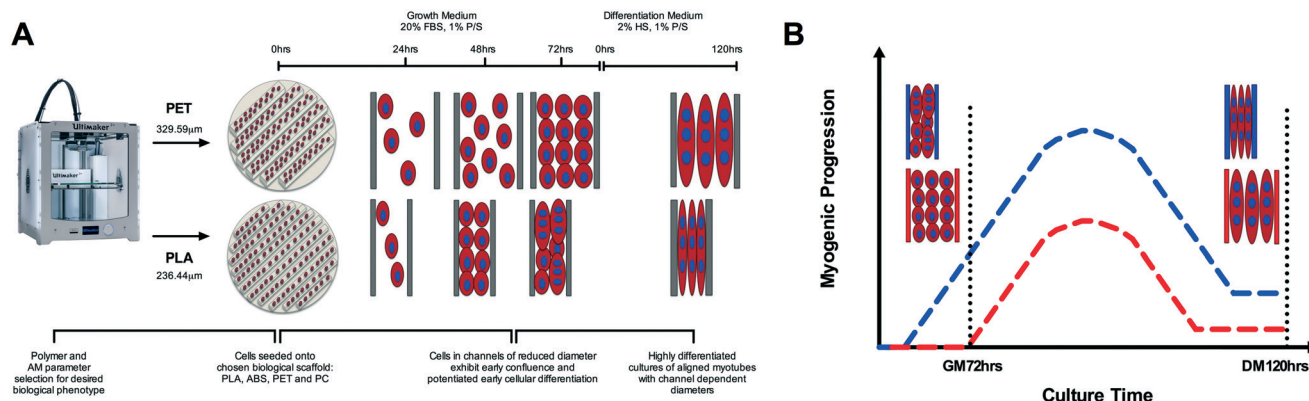 A
Growth Medium
20% FBS, 1% P/S
Differentiation Medium
2% HS, 1% P/S
0hrs
24hrs
48hrs
72hrs
0hrs
120hrs
PET
329.59μm
Ultimaker
Ultimaker
PLA
236.44μm
Polymer and
AM parameter
selection for desired
biological phenotype
Cells seeded onto
chosen biological scaffold:
PLA, ABS, PET and PC
Cells in channels of reduced diameter
exhibit early confluence and
potentiated early cellular differentiation
Highly differentiated
cultures of aligned myotubes
with channel dependent
diameters
B
Myogenic Progression
GM72hrs
DM120hrs
Culture Time